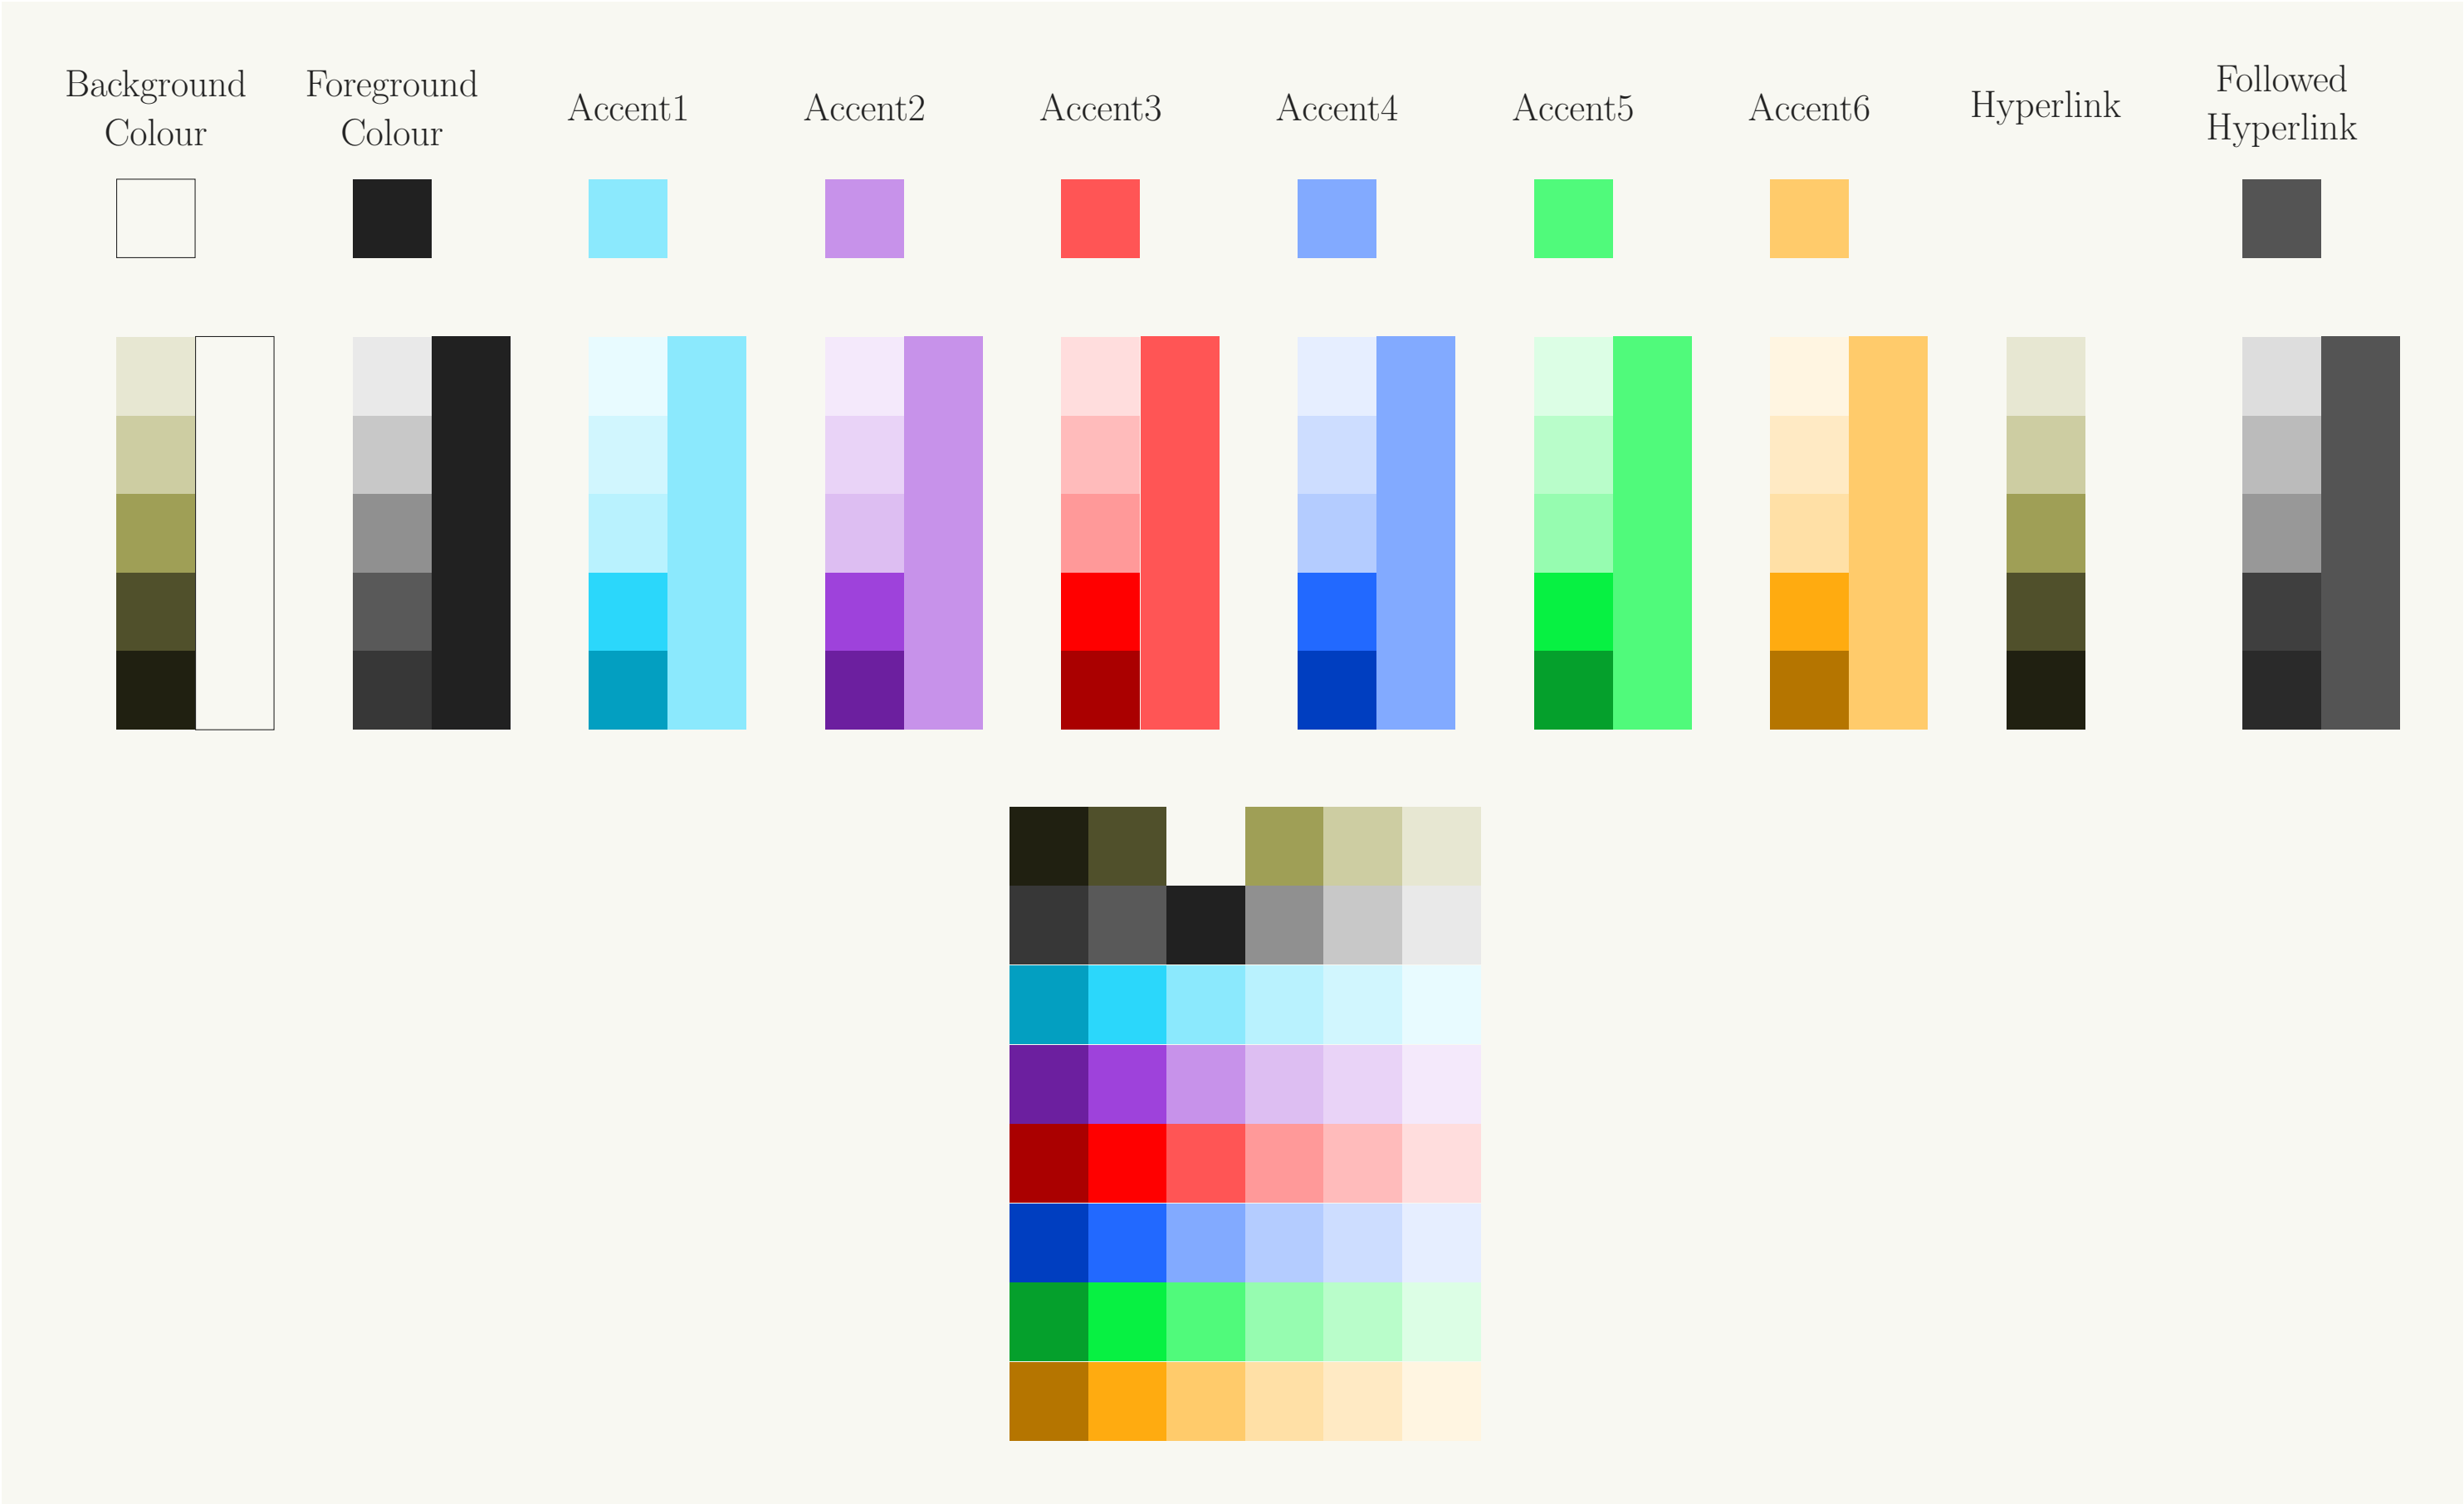 Background
Colour
Foreground
Colour
Accent1
Accent2
Accent3
Accent4
Accent5
Accent6
Hyperlink
Followed
Hyperlink